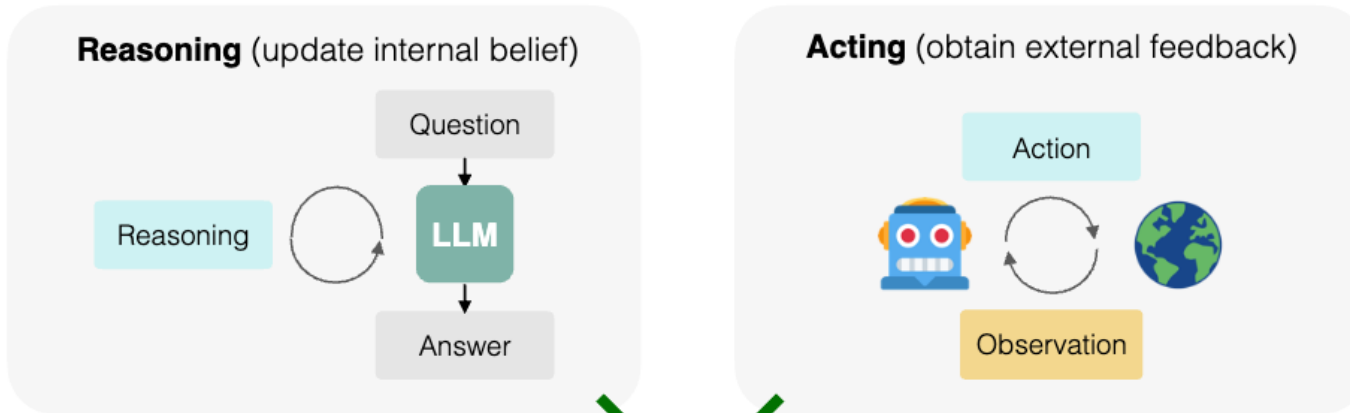 Reasoning (update internal belief)
Question
Reasoning
LLM
Answer
Acting (obtain external feedback)
Action
Observation